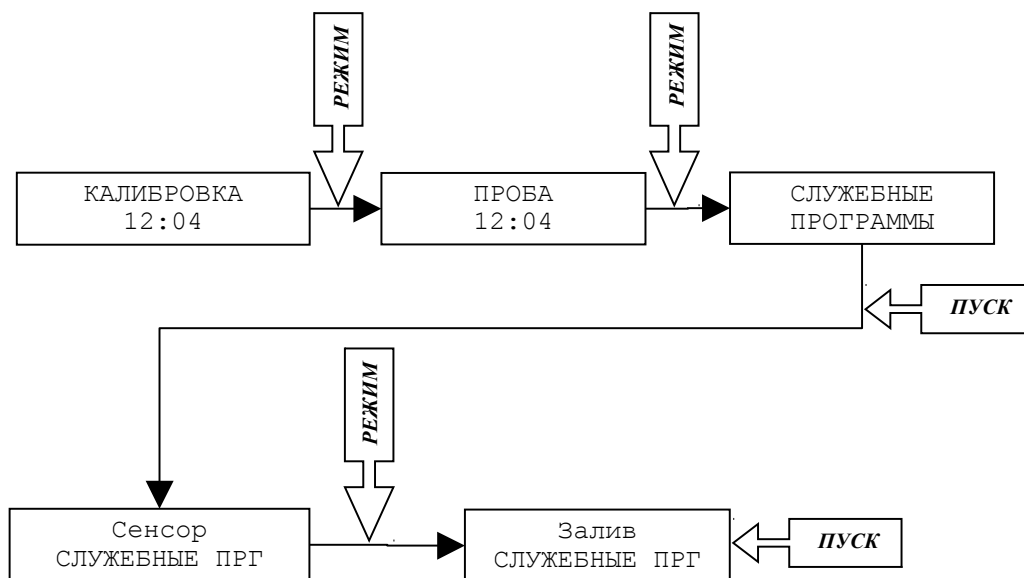 РЕЖИМ
РЕЖИМ
КАЛИБРОВКА
12:04
ПРОБА
12:04
СЛУЖЕБНЫЕ
ПРОГРАММЫ
ПУСК
РЕЖИМ
Сенсор
СЛУЖЕБНЫЕ ПРГ
Залив
СЛУЖЕБНЫЕ ПРГ
ПУСК